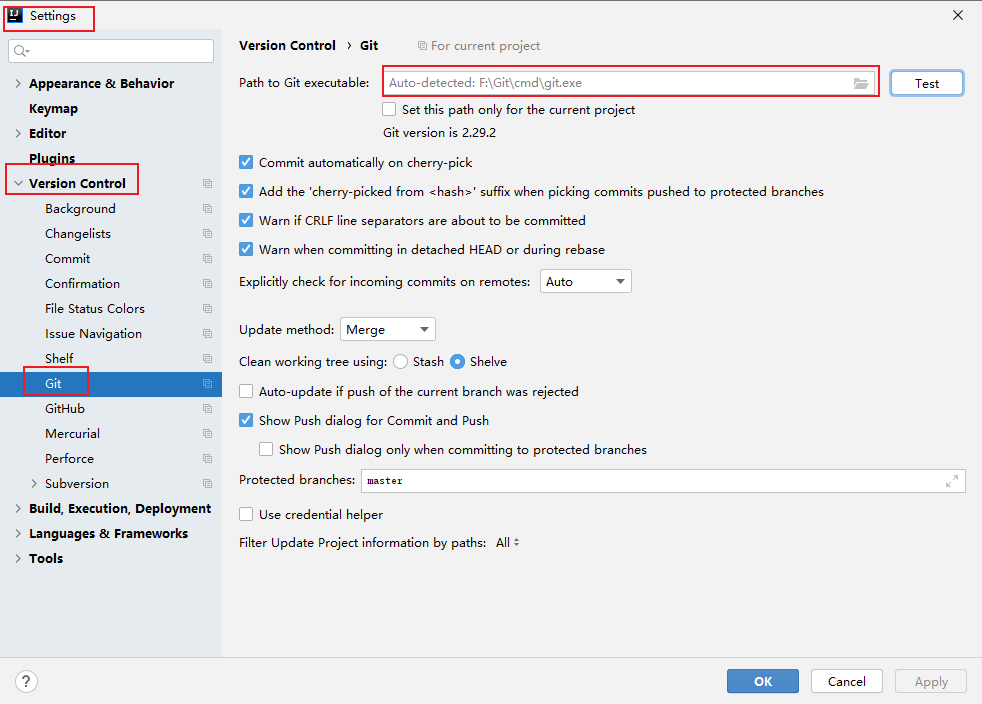 IJ Settings
Version Control › Git For current project
Appearance & Behavior
Keymap
Editor
Plugins
Version Control
Background
Changelists
Commit
Confirmation
File Status Colors
Issue Navigation
Shelf
Git
GitHub
Mercurial
Perforce
Subversion
Build, Execution, Deployment
Languages & Frameworks
Tools
Path to Git executable: Auto-detected: F:\Git\cmd\git.exe Test
Set this path only for the current project
Git version is 2.29.2
Commit automatically on cherry-pick
Add the 'cherry-picked from <hash>' suffix when picking commits pushed to protected branches
Warn if CRLF line separators are about to be committed
Warn when committing in detached HEAD or during rebase
Explicitly check for incoming commits on remotes: Auto
Update method: Merge
Clean working tree using: Stash Shelve
Auto-update if push of the current branch was rejected
Show Push dialog for Commit and Push
Show Push dialog only when committing to protected branches
Protected branches: master
Use credential helper
Filter Update Project information by paths: All
? OK Cancel Apply